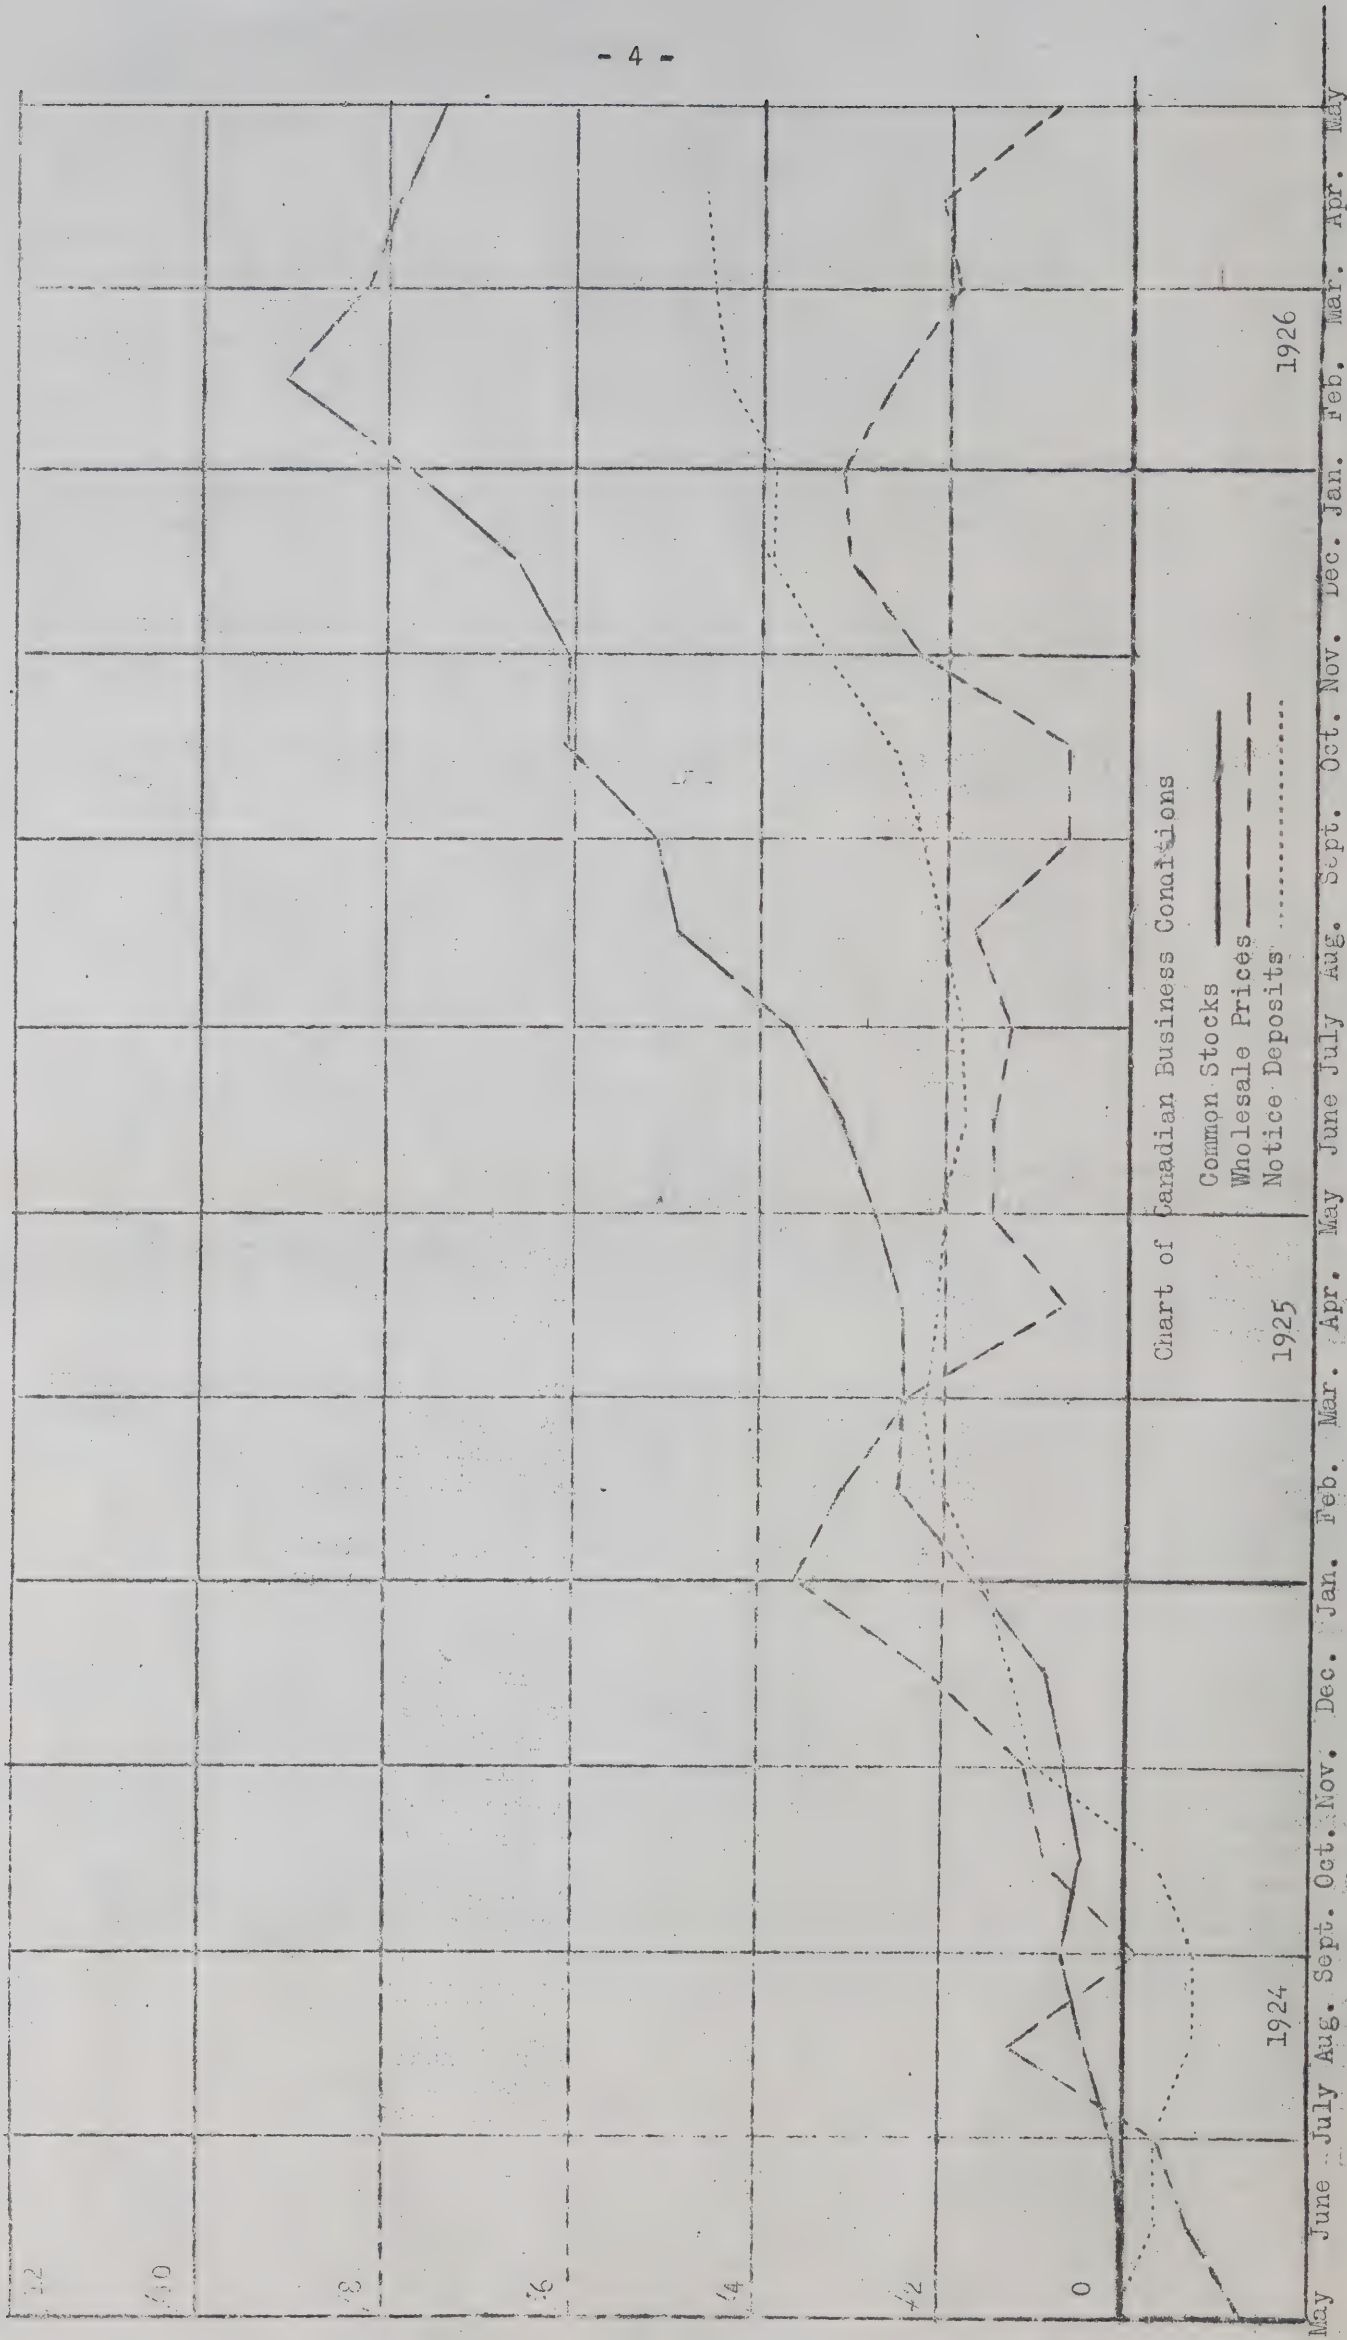 - 4 -
12
/10
/8
/6
/4
/2
0
Chart of Canadian Business Conditions
Common Stocks
Wholesale Prices
Notice Deposits
1924
1925
1926
May June July Aug. Sept. Oct. Nov. Dec. Jan. Feb. Mar. Apr. May June July Aug. Sept. Oct. Nov. Dec. Jan. Feb. Mar. Apr. May